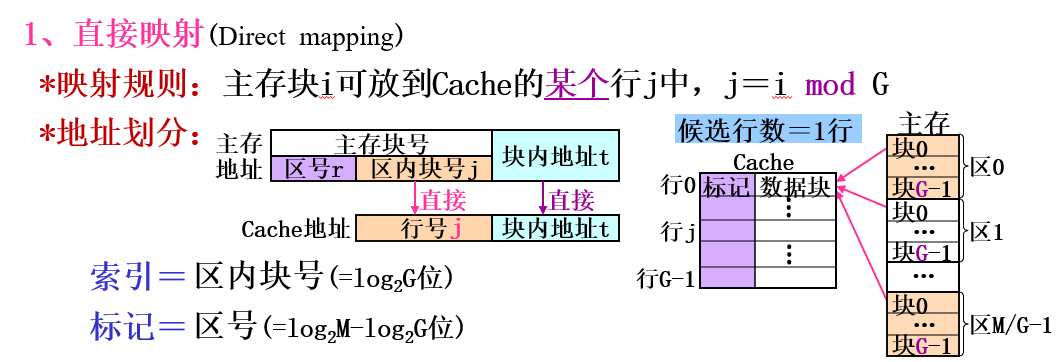 1、直接映射(Direct mapping)
*映射规则：主存块i可放到Cache的某个行j中，j＝i mod G
*地址划分：
主存地址
主存块号
区号r
区内块号j
块内地址t
直接
直接
Cache地址
行号j
块内地址t
索引＝区内块号(=log₂G位)
标记＝区号(=log₂M-log₂G位)
候选行数＝1行
Cache
标记
数据块
行0
⋮
行j
⋮
行G-1
主存
块0
…
块G-1
区0
块0
…
块G-1
区1
…
块0
…
块G-1
区M/G-1